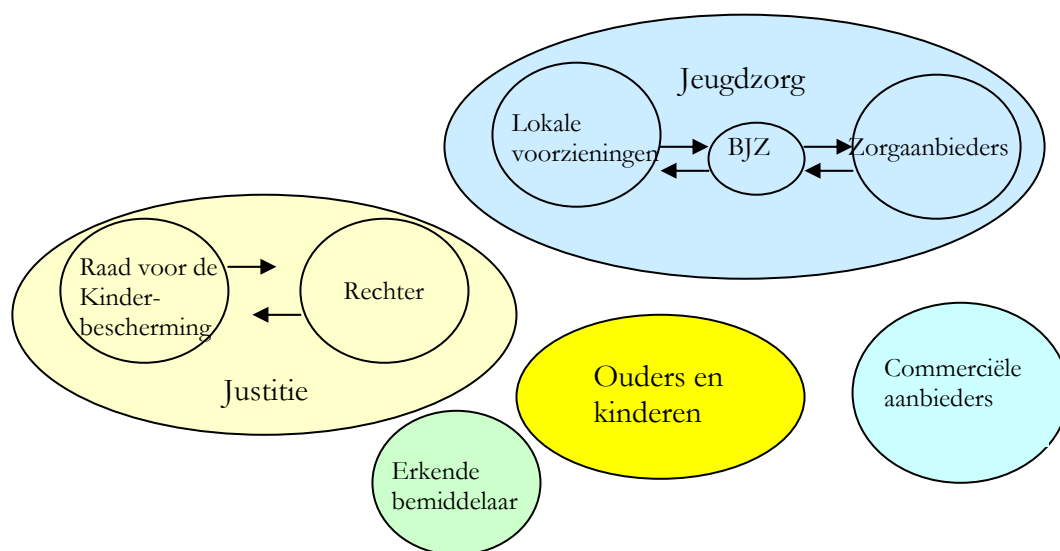 Jeugdzorg
Lokale
voorzieningen
BJZ
Zorgaanbieders
Raad voor de
Kinder-
bescherming
Rechter
Justitie
Ouders en
kinderen
Commerciële
aanbieders
Erkende
bemiddelaar